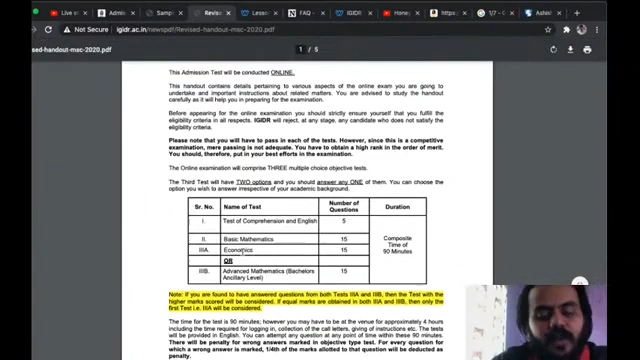 Live s
Admi
Sampl
Revise
Lesson
FAQ -
IGIDR
Honey
https:
1/7 - G
Ashish
Not Secure | igidr.ac.in/newspdf/Revised-handout-msc-2020.pdf
sed-handout-msc-2020.pdf
1 / 5
This Admission Test will be conducted ONLINE.
This handout contains details pertaining to various aspects of the online exam you are going to
undertake and important instructions about related matters. You are advised to study the handout
carefully as it will help you in preparing for the examination.
Before appearing for the online examination you should strictly ensure yourself that you fulfill the
eligibility criteria in all respects. IGIDR will reject, at any stage, any candidate who does not satisfy the
eligibility criteria.
Please note that you will have to pass in each of the tests. However, since this is a competitive
examination, mere passing is not adequate. You have to obtain a high rank in the order of merit.
You should, therefore, put in your best efforts in the examination.
The Online examination will comprise THREE multiple choice objective tests.
The Third Test will have TWO options and you should answer any ONE of them. You can choose the
option you wish to answer irrespective of your academic background.
Sr. No. Name of Test Number of Questions Duration
I. Test of Comprehension and English 5
II. Basic Mathematics 15
IIIA. Economics 15
OR
IIIB. Advanced Mathematics (Bachelors Ancillary Level) 15
Composite Time of 90 Minutes
Note: If you are found to have answered questions from both Tests IIIA and IIIB, then the Test with the
higher marks scored will be considered. If equal marks are obtained in both IIIA and IIIB, then only the
first Test i.e. IIIA will be considered.
The time for the test is 90 minutes; however you may have to be at the venue for approximately 4 hours
including the time required for logging in, collection of the call letters, giving of instructions etc. The
tests will be provided in English. You can attempt any question at any point of time within these 90
minutes.
There will be penalty for wrong answers marked in objective type test. For every question for
which a wrong answer is marked, 1/4th of the marks allotted to that question will be deducted as
penalty.